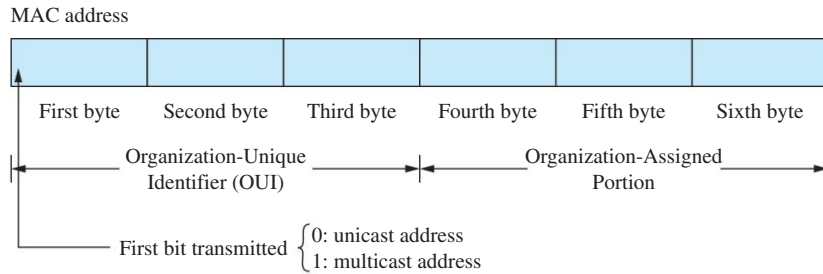 MAC address
First byte Second byte Third byte Fourth byte Fifth byte Sixth byte
Organization-Unique
Identifier (OUI)
Organization-Assigned
Portion
First bit transmitted
0: unicast address
1: multicast address